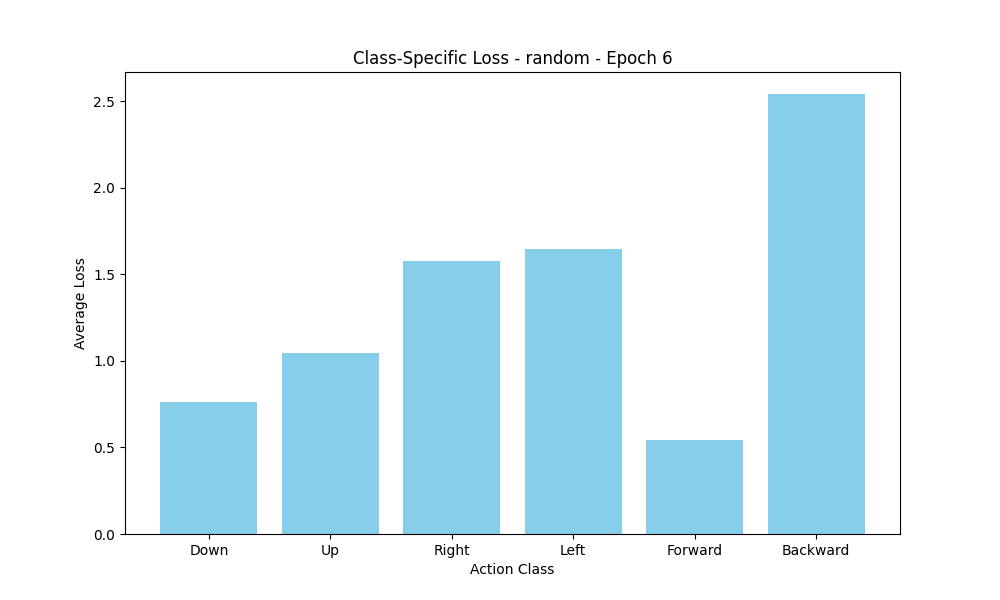 Class-Specific Loss - random - Epoch 6
2.5
2.0
1.5
1.0
0.5
0.0
Average Loss
Down Up Right Left Forward Backward
Action Class